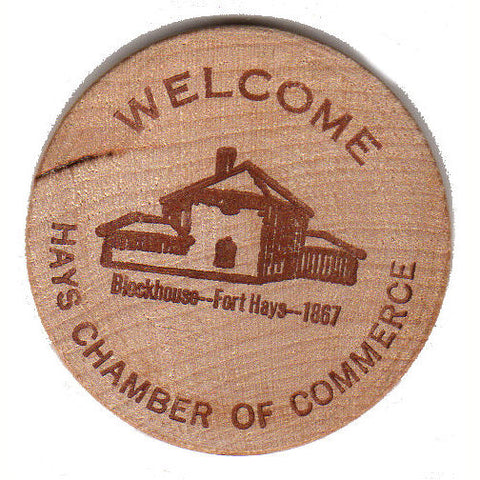 WELCOME
Blockhouse--Fort Hays--1867
HAYS CHAMBER OF COMMERCE